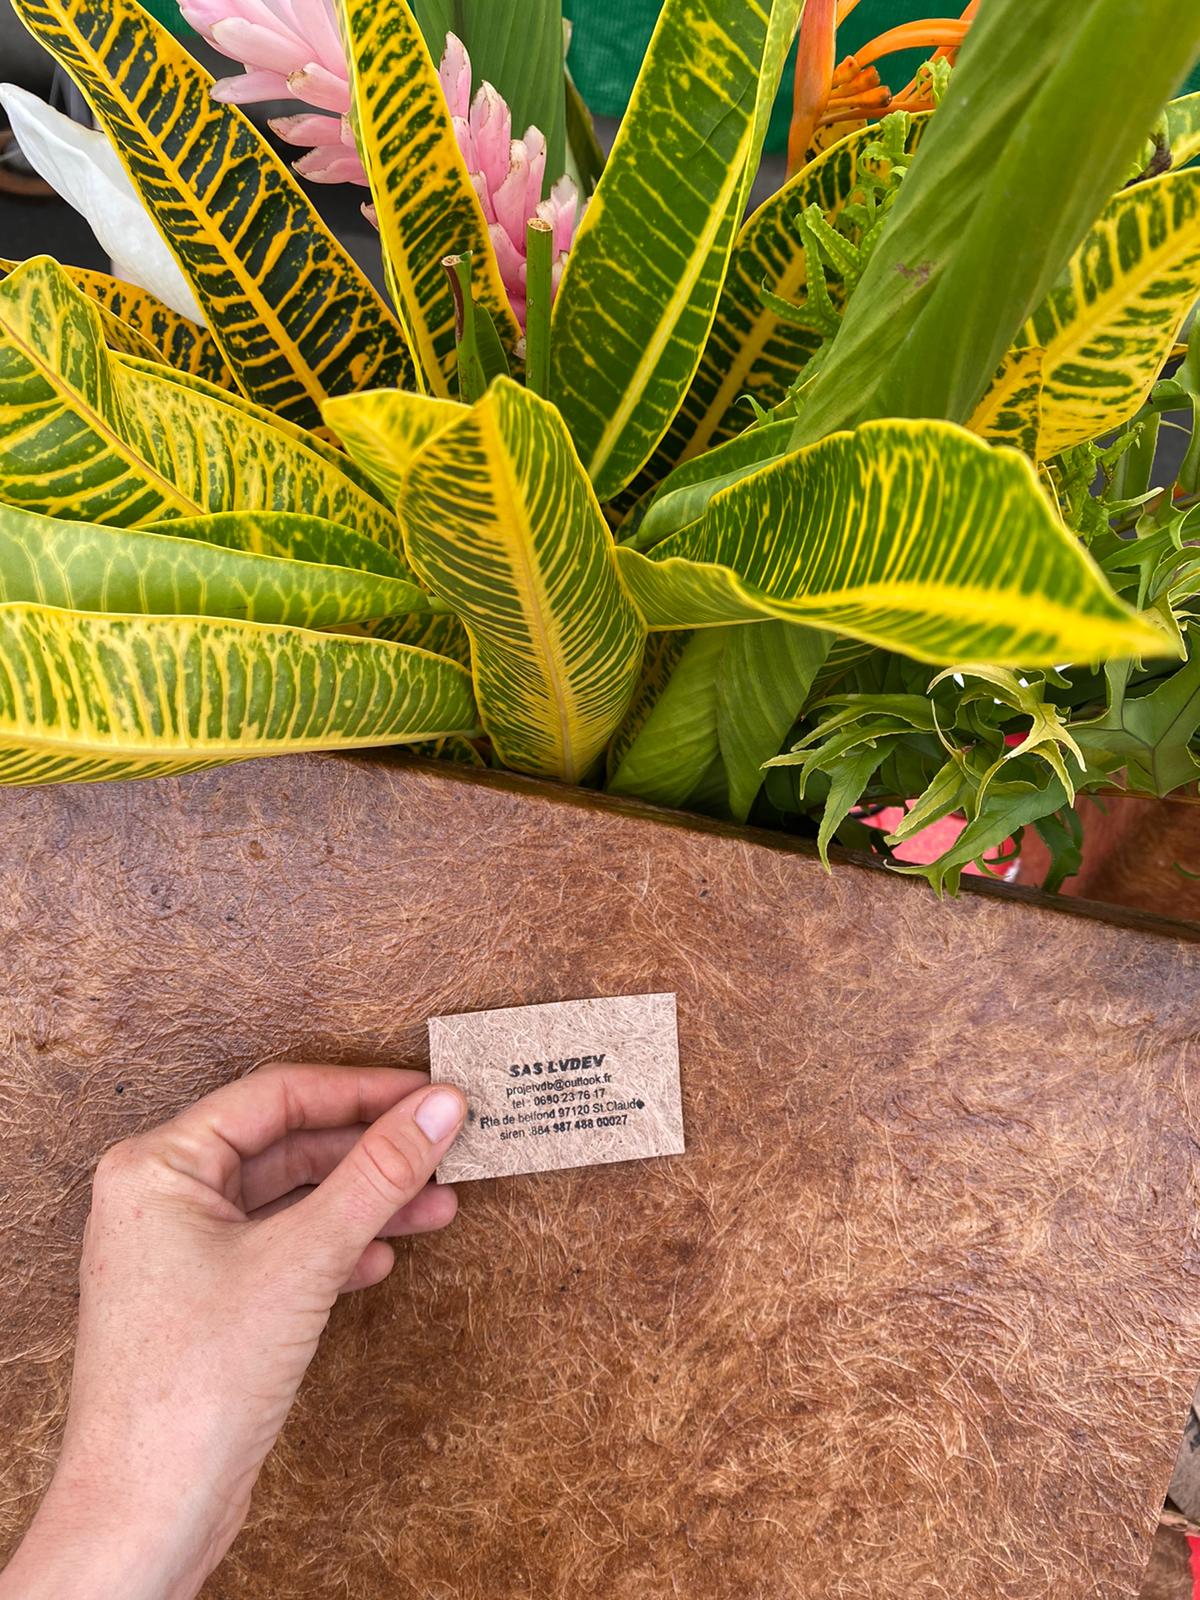 SAS LVDEV
projetvdb@outlook.fr
tel : 0690 23 76 17
Rte de belfond 97120 St.Claude
siren :884 987 488 00027